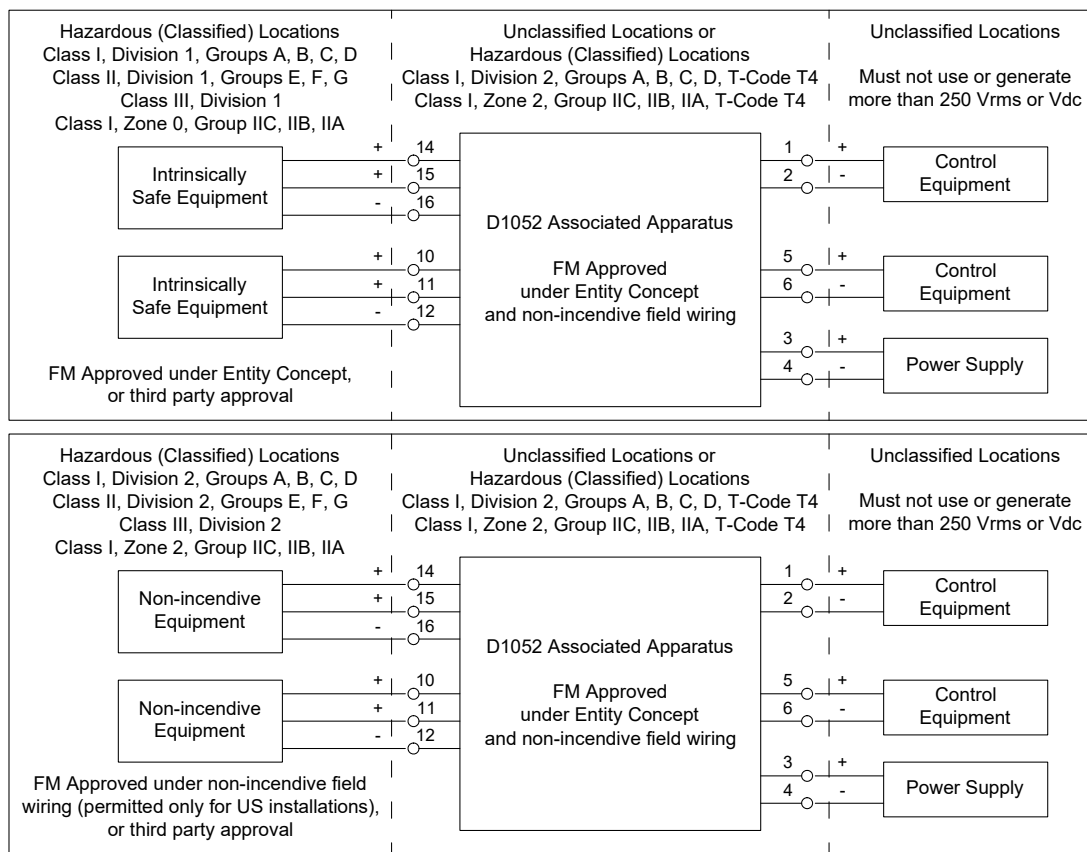 Hazardous (Classified) Locations
Class I, Division 1, Groups A, B, C, D
Class II, Division 1, Groups E, F, G
Class III, Division 1
Class I, Zone 0, Group IIC, IIB, IIA
Unclassified Locations or
Hazardous (Classified) Locations
Class I, Division 2, Groups A, B, C, D, T-Code T4
Class I, Zone 2, Group IIC, IIB, IIA, T-Code T4
Unclassified Locations
Must not use or generate
more than 250 Vrms or Vdc
Intrinsically
Safe Equipment
+ 14
+ 15
- 16
Intrinsically
Safe Equipment
+ 10
+ 11
- 12
FM Approved under Entity Concept,
or third party approval
D1052 Associated Apparatus
FM Approved
under Entity Concept
and non-incendive field wiring
1 +
2 -
Control
Equipment
5 +
6 -
Control
Equipment
3 +
4 -
Power Supply
Hazardous (Classified) Locations
Class I, Division 2, Groups A, B, C, D
Class II, Division 2, Groups E, F, G
Class III, Division 2
Class I, Zone 2, Group IIC, IIB, IIA
Unclassified Locations or
Hazardous (Classified) Locations
Class I, Division 2, Groups A, B, C, D, T-Code T4
Class I, Zone 2, Group IIC, IIB, IIA, T-Code T4
Unclassified Locations
Must not use or generate
more than 250 Vrms or Vdc
Non-incendive
Equipment
+ 14
+ 15
- 16
Non-incendive
Equipment
+ 10
+ 11
- 12
FM Approved under non-incendive field
wiring (permitted only for US installations),
or third party approval
D1052 Associated Apparatus
FM Approved
under Entity Concept
and non-incendive field wiring
1 +
2 -
Control
Equipment
5 +
6 -
Control
Equipment
3 +
4 -
Power Supply